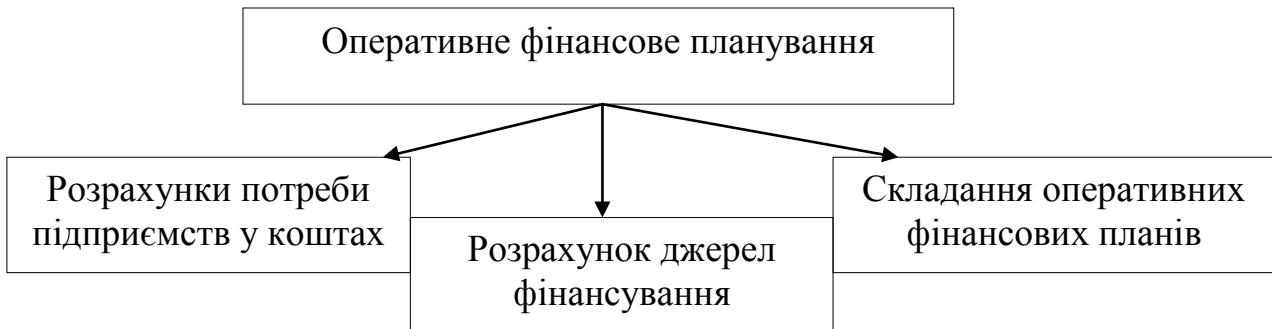 Оперативне фінансове планування
Розрахунки потреби
підприємств у коштах
Розрахунок джерел
фінансування
Складання оперативних
фінансових планів